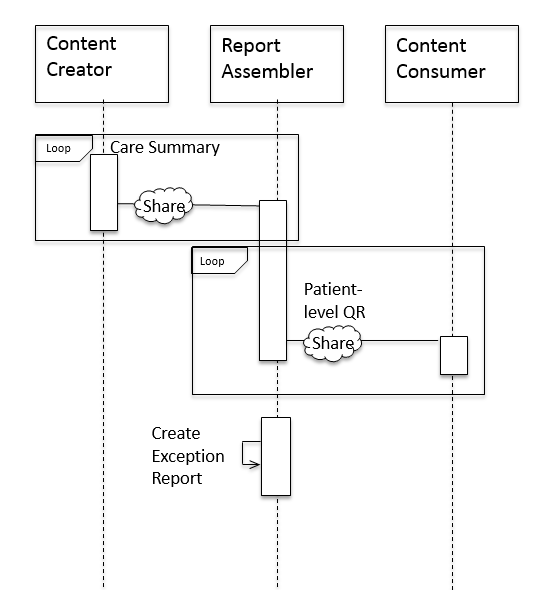 Content
Creator
Report
Assembler
Content
Consumer
Loop
Care Summary
Share
Loop
Patient-
level QR
Share
Create
Exception
Report